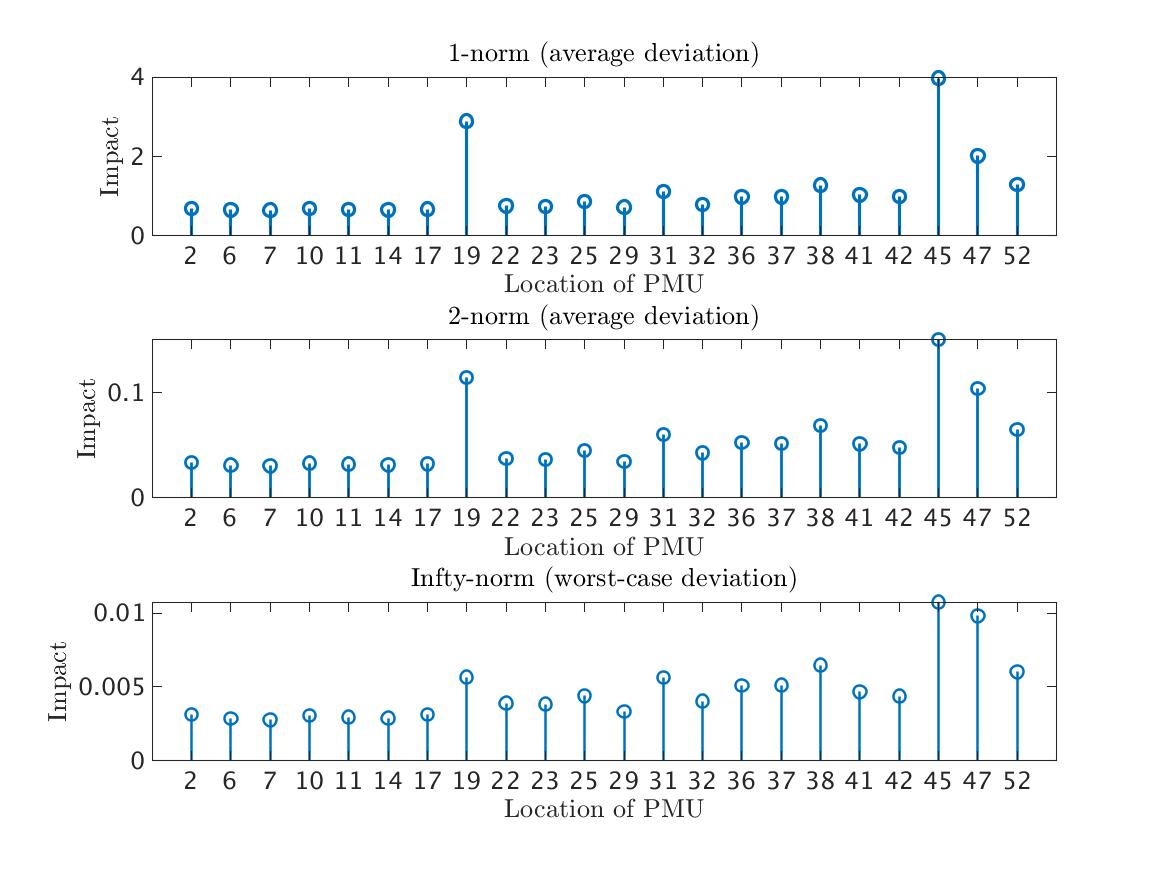 1-norm (average deviation)
4
2
0
Impact
2 6 7 10 11 14 17 19 22 23 25 29 31 32 36 37 38 41 42 45 47 52
Location of PMU
2-norm (average deviation)
0.1
0
Impact
2 6 7 10 11 14 17 19 22 23 25 29 31 32 36 37 38 41 42 45 47 52
Location of PMU
Infty-norm (worst-case deviation)
0.01
0.005
0
Impact
2 6 7 10 11 14 17 19 22 23 25 29 31 32 36 37 38 41 42 45 47 52
Location of PMU